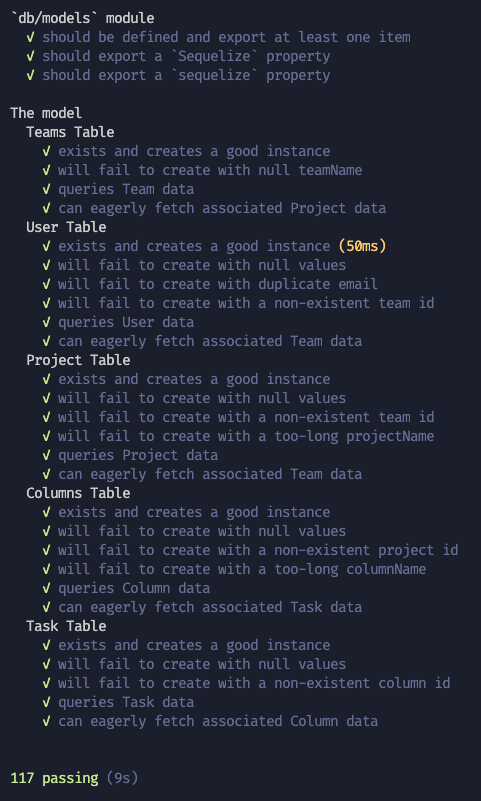 `db/models` module
✓ should be defined and export at least one item
✓ should export a `Sequelize` property
✓ should export a `sequelize` property
The model
Teams Table
✓ exists and creates a good instance
✓ will fail to create with null teamName
✓ queries Team data
✓ can eagerly fetch associated Project data
User Table
✓ exists and creates a good instance (50ms)
✓ will fail to create with null values
✓ will fail to create with duplicate email
✓ will fail to create with a non-existent team id
✓ queries User data
✓ can eagerly fetch associated Team data
Project Table
✓ exists and creates a good instance
✓ will fail to create with null values
✓ will fail to create with a non-existent team id
✓ will fail to create with a too-long projectName
✓ queries Project data
✓ can eagerly fetch associated Team data
Columns Table
✓ exists and creates a good instance
✓ will fail to create with null values
✓ will fail to create with a non-existent project id
✓ will fail to create with a too-long columnName
✓ queries Column data
✓ can eagerly fetch associated Task data
Task Table
✓ exists and creates a good instance
✓ will fail to create with null values
✓ will fail to create with a non-existent column id
✓ queries Task data
✓ can eagerly fetch associated Column data
117 passing (9s)